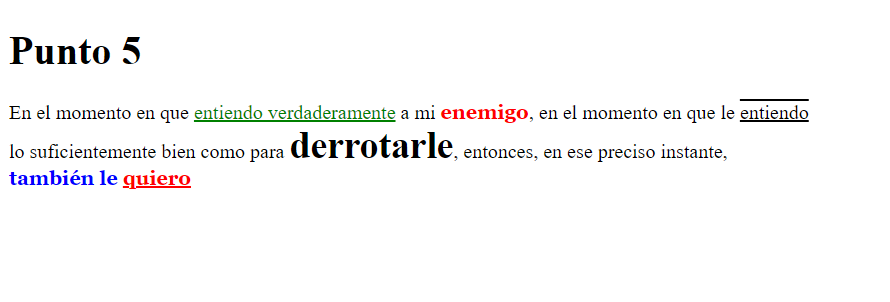 Punto 5
En el momento en que entiendo verdaderamente a mi enemigo, en el momento en que le entiendo
lo suficientemente bien como para derrotarle, entonces, en ese preciso instante,
también le quiero